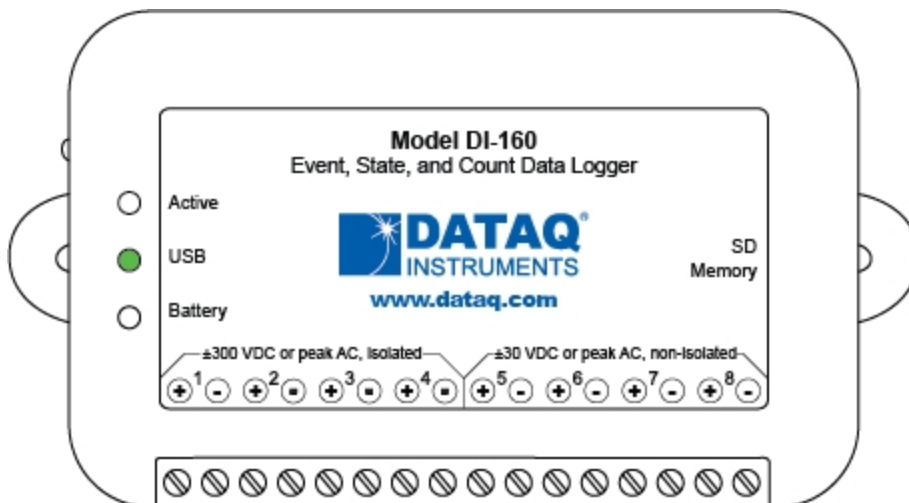 Model DI-160
Event, State, and Count Data Logger
Active
USB
Battery
DATAQ®
INSTRUMENTS
www.dataq.com
SD
Memory
±300 VDC or peak AC, Isolated
±30 VDC or peak AC, non-isolated
+ 1 - + 2 - + 3 - + 4 - + 5 - + 6 - + 7 - + 8 -